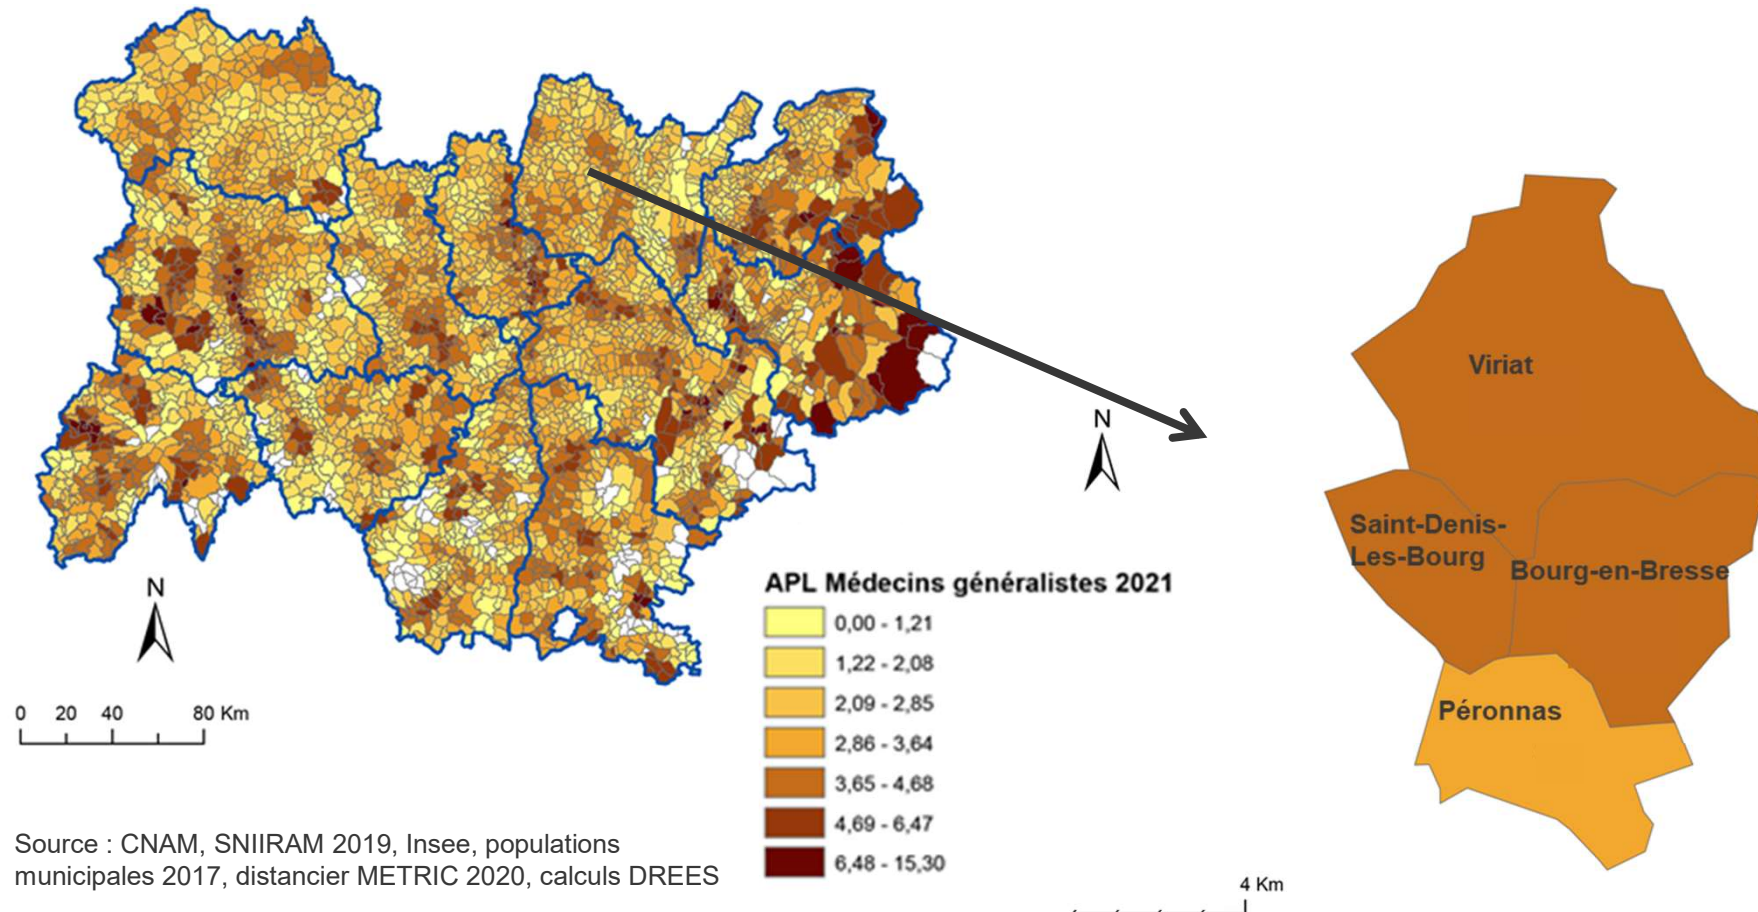 N
Viriat
Saint-Denis-
Les-Bourg
Bourg-en-Bresse
Péronnas
APL Médecins généralistes 2021
0,00 - 1,21
1,22 - 2,08
2,09 - 2,85
2,86 - 3,64
3,65 - 4,68
4,69 - 6,47
6,48 - 15,30
N
0 20 40 80 Km
Source : CNAM, SNIIRAM 2019, Insee, populations
municipales 2017, distancier METRIC 2020, calculs DREES
4 Km